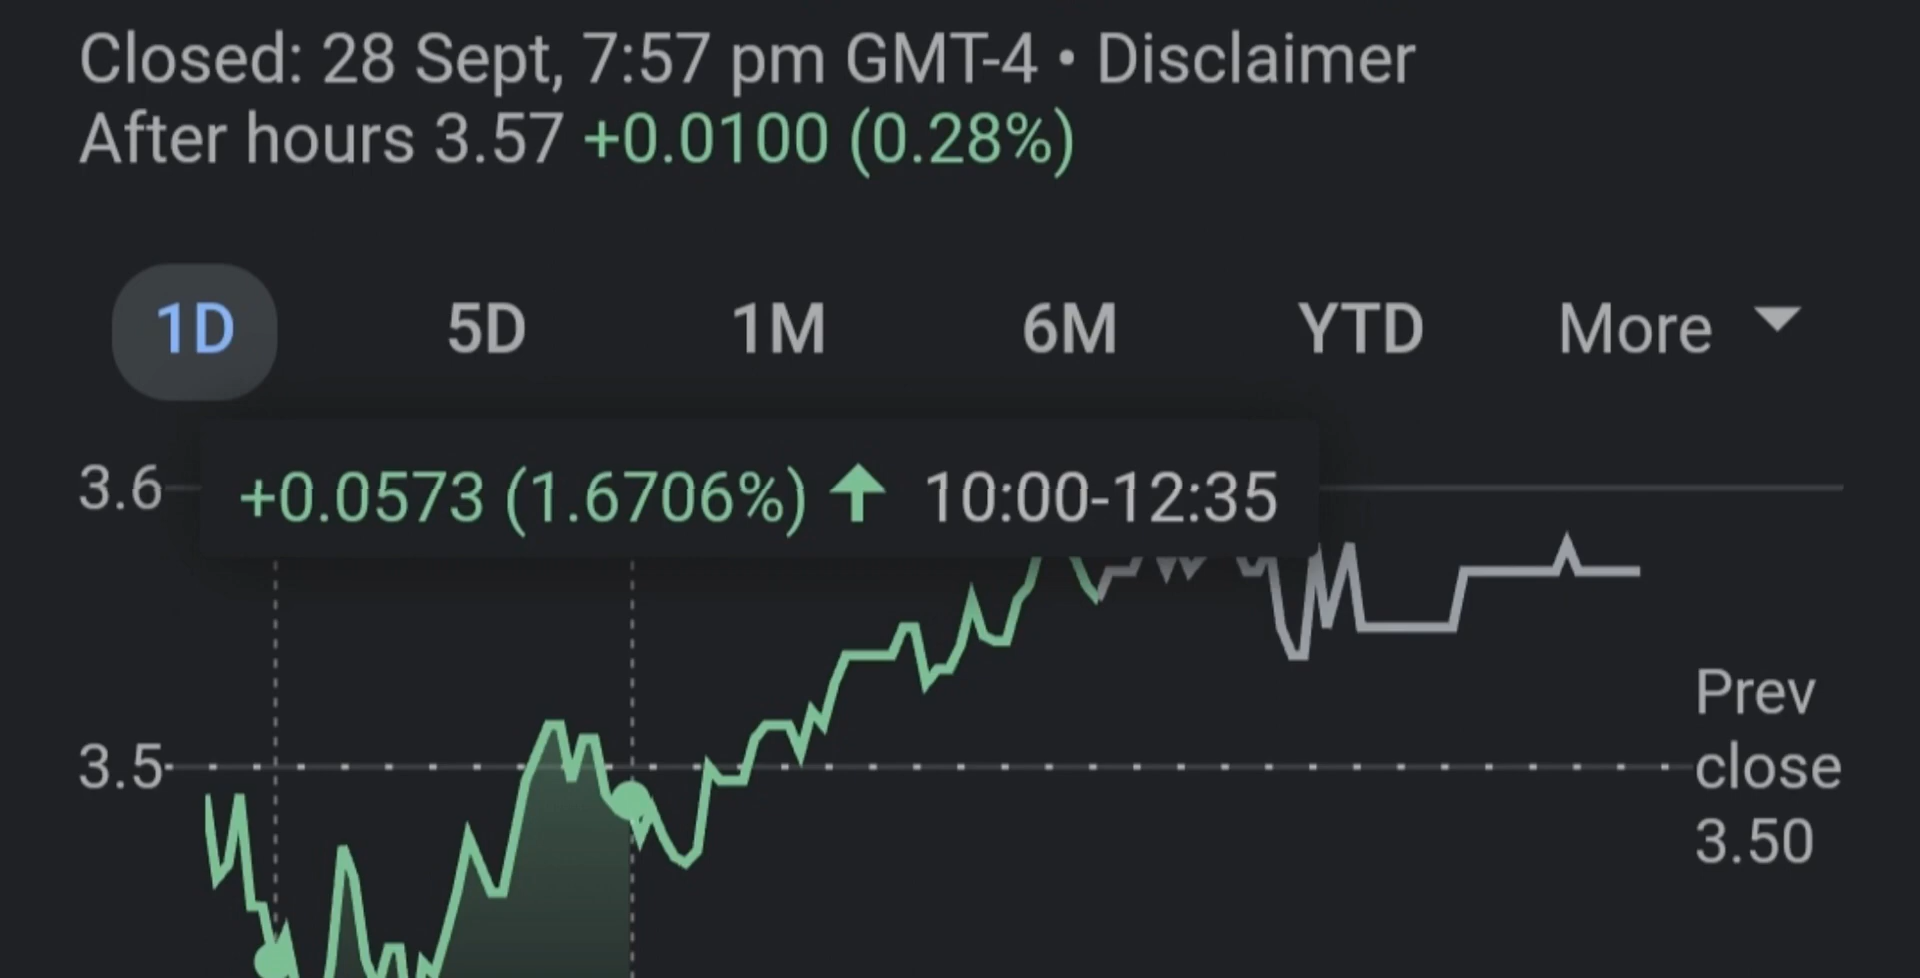 Closed: 28 Sept, 7:57 pm GMT-4 • Disclaimer
After hours 3.57 +0.0100 (0.28%)
1D 5D 1M 6M YTD More
3.6
+0.0573 (1.6706%) ↑ 10:00-12:35
3.5
Prev
close
3.50